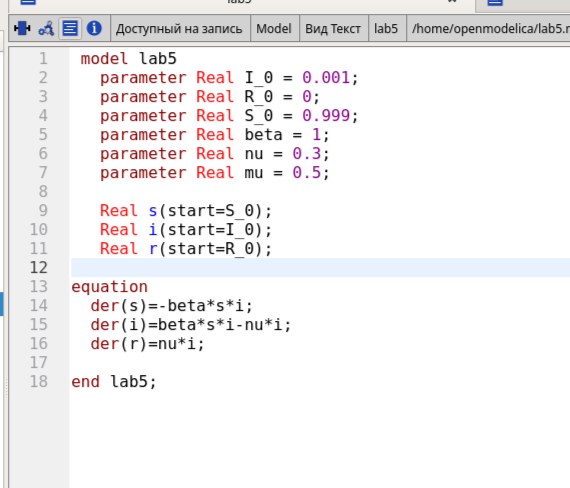 Доступный на запись Model Вид Текст lab5 /home/openmodelica/lab5.
1 model lab5
2 parameter Real I_0 = 0.001;
3 parameter Real R_0 = 0;
4 parameter Real S_0 = 0.999;
5 parameter Real beta = 1;
6 parameter Real nu = 0.3;
7 parameter Real mu = 0.5;
8
9 Real s(start=S_0);
10 Real i(start=I_0);
11 Real r(start=R_0);
12
13 equation
14 der(s)=-beta*s*i;
15 der(i)=beta*s*i-nu*i;
16 der(r)=nu*i;
17
18 end lab5;